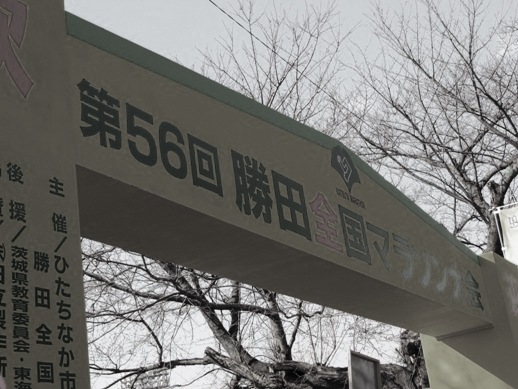 第56回 勝田全国マラソン大会
主催/ひたちなか市
勝田全国
後援/茨城県教育委員会・東海